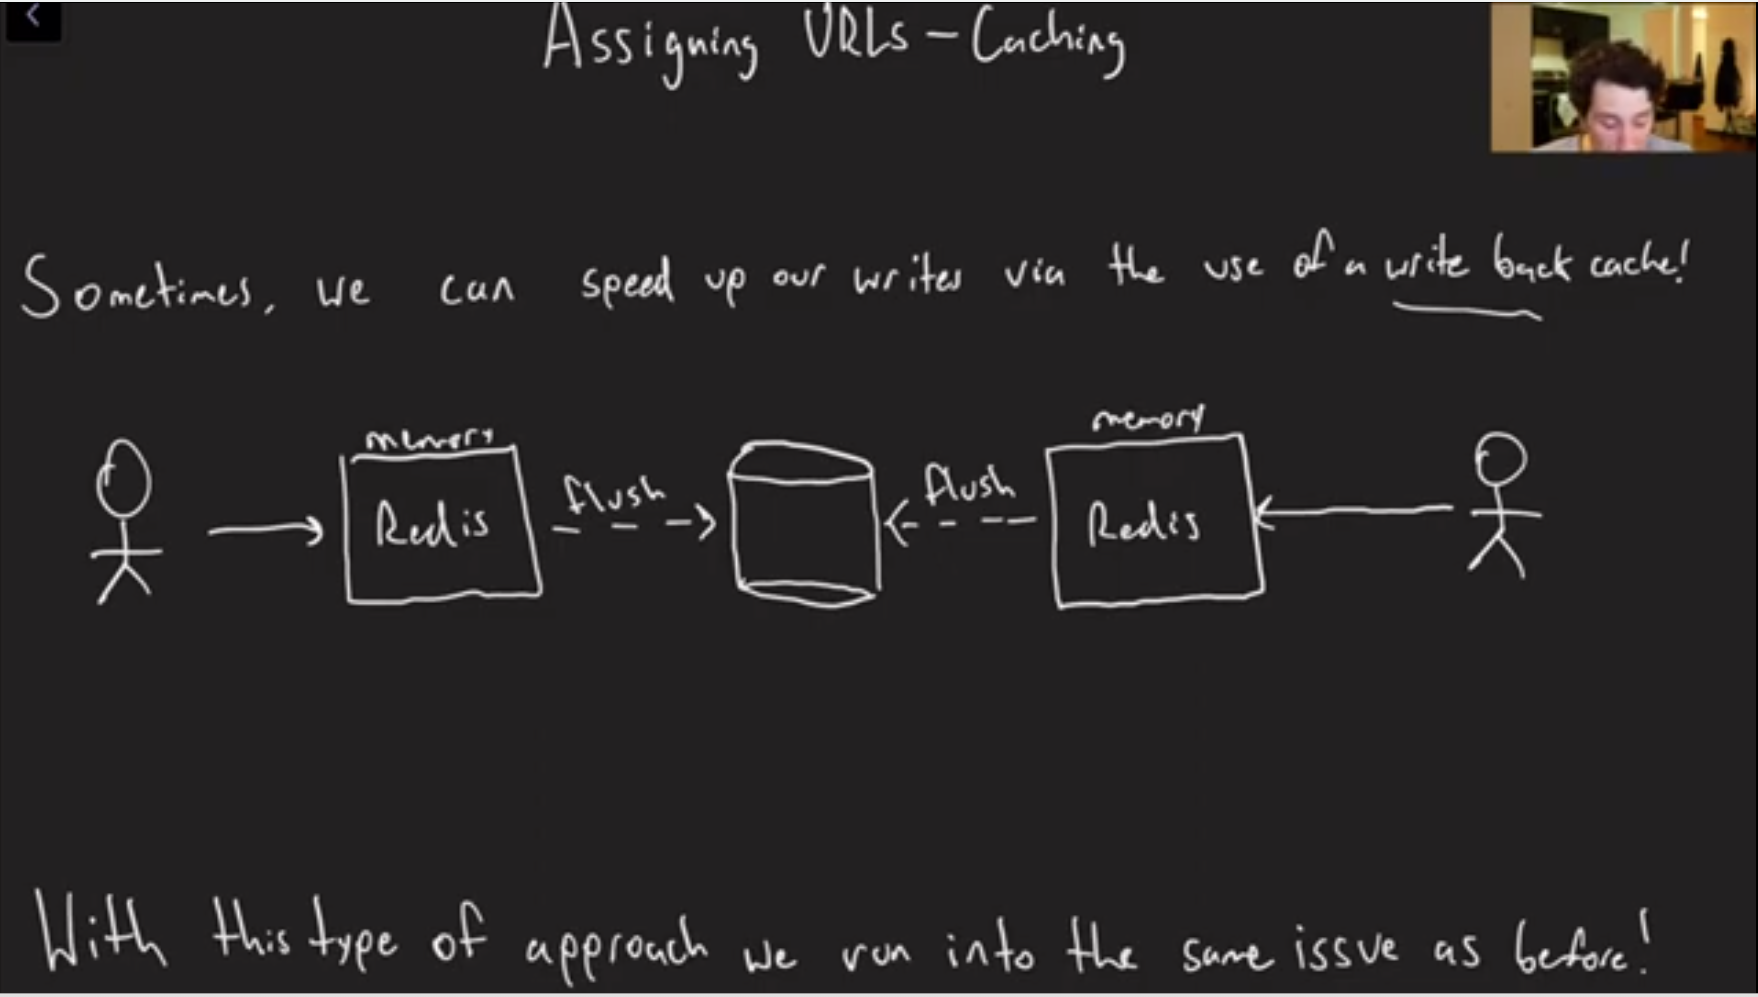 Assigning URLs - Caching
Sometimes, we can speed up our writes via the use of a write back cache!
memory
memory
Redis
flush
flush
Redis
With this type of approach we run into the same issue as before!